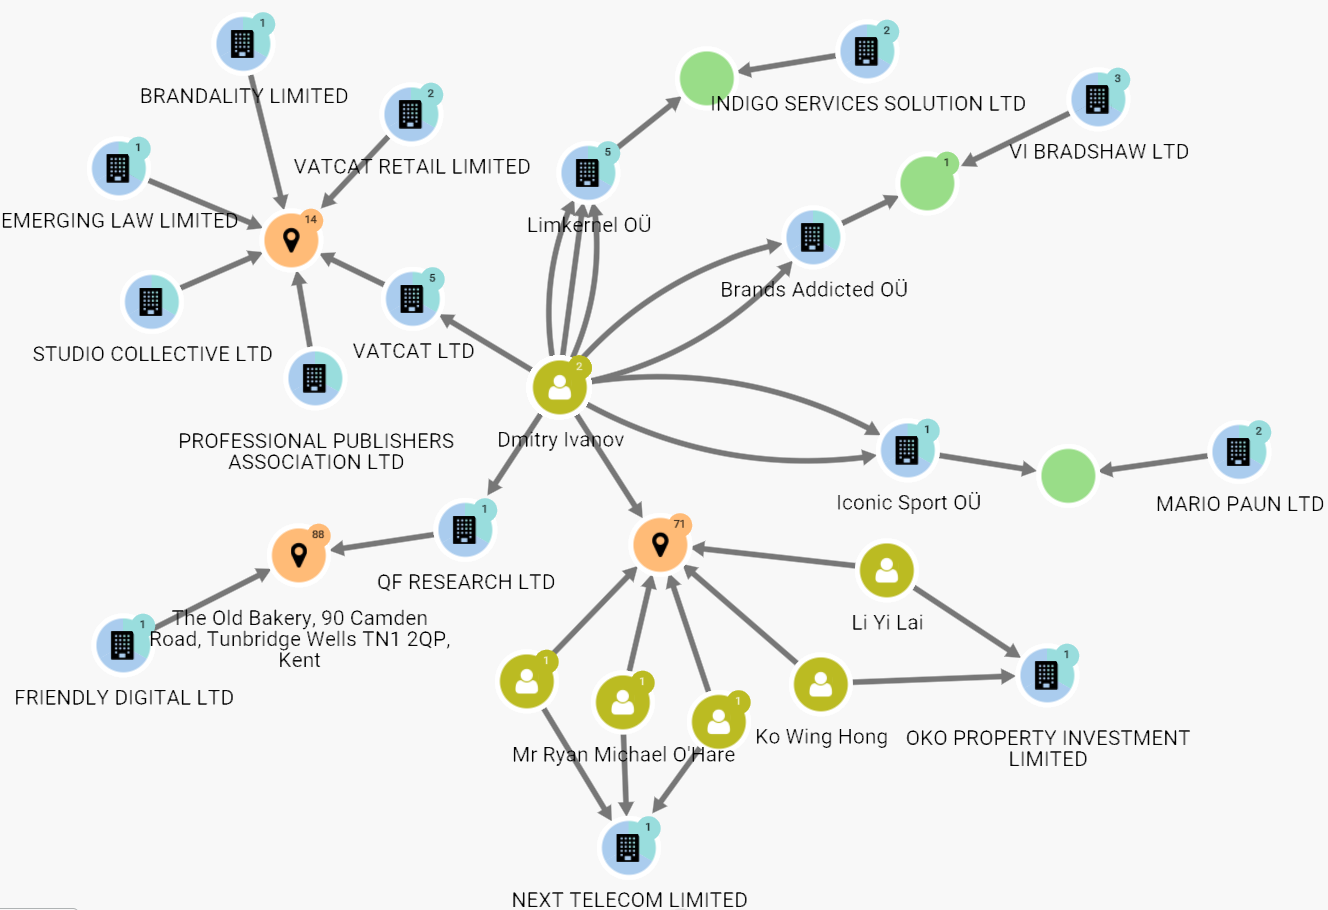 1
BRANDALITY LIMITED
2
VATCAT RETAIL LIMITED
1
EMERGING LAW LIMITED
14
STUDIO COLLECTIVE LTD
5
VATCAT LTD
PROFESSIONAL PUBLISHERS
ASSOCIATION LTD
2
INDIGO SERVICES SOLUTION LTD
3
VI BRADSHAW LTD
5
Limkernel OÜ
1
Brands Addicted OÜ
2
Dmitry Ivanov
1
Iconic Sport OÜ
2
MARIO PAUN LTD
1
QF RESEARCH LTD
88
The Old Bakery, 90 Camden
Road, Tunbridge Wells TN1 2QP,
Kent
1
FRIENDLY DIGITAL LTD
71
Li Yi Lai
1
1
1
Mr Ryan Michael O'Hare
Ko Wing Hong
1
OKO PROPERTY INVESTMENT
LIMITED
1
NEXT TELECOM LIMITED